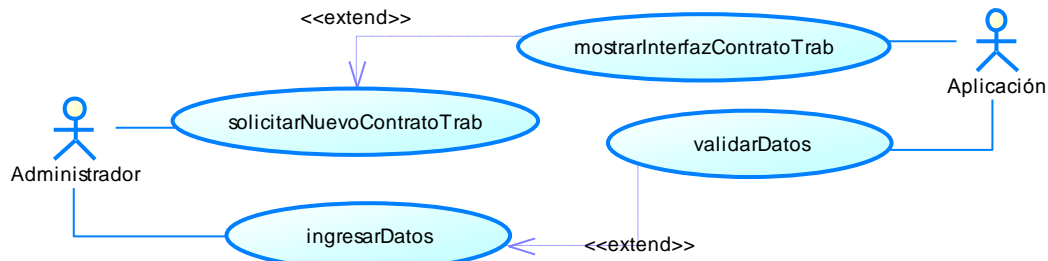 <<extend>>
mostrarInterfazContratoTrab
Aplicación
solicitarNuevoContratoTrab
validarDatos
Administrador
ingresarDatos
<<extend>>